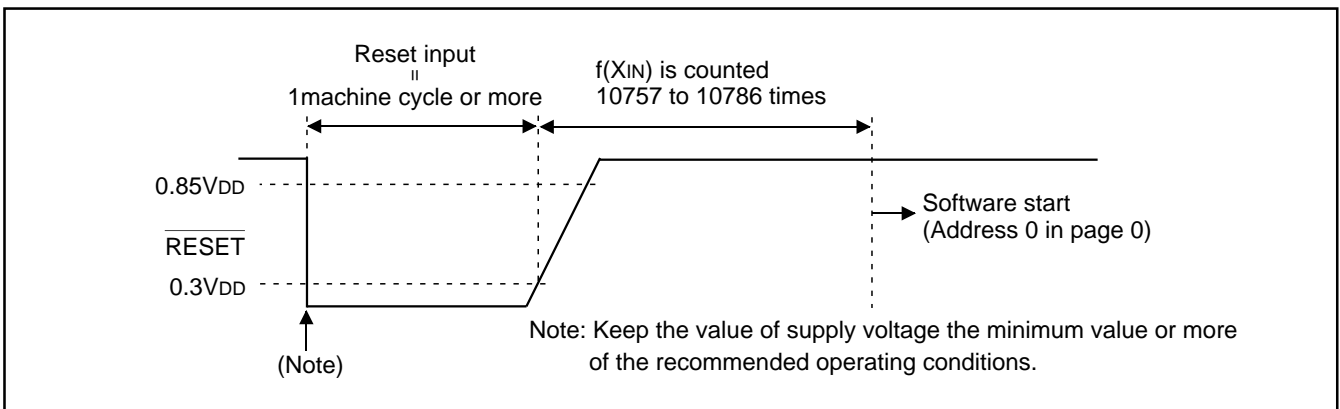 Reset input
=
1machine cycle or more
f(XIN) is counted
10757 to 10786 times
0.85VDD
RESET
0.3VDD
Software start
(Address 0 in page 0)
(Note)
Note: Keep the value of supply voltage the minimum value or more
of the recommended operating conditions.